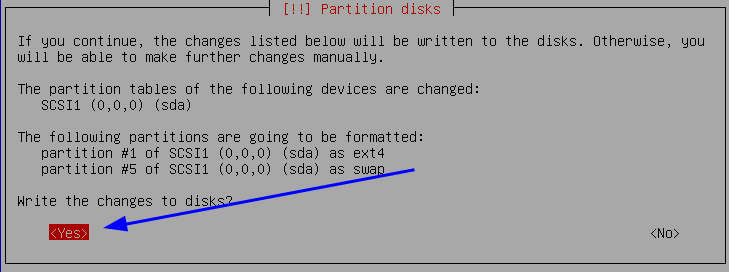 [!!] Partition disks
If you continue, the changes listed below will be written to the disks. Otherwise, you
will be able to make further changes manually.
The partition tables of the following devices are changed:
SCSI1 (0,0,0) (sda)
The following partitions are going to be formatted:
partition #1 of SCSI1 (0,0,0) (sda) as ext4
partition #5 of SCSI1 (0,0,0) (sda) as swap
Write the changes to disks?
<Yes> <No>